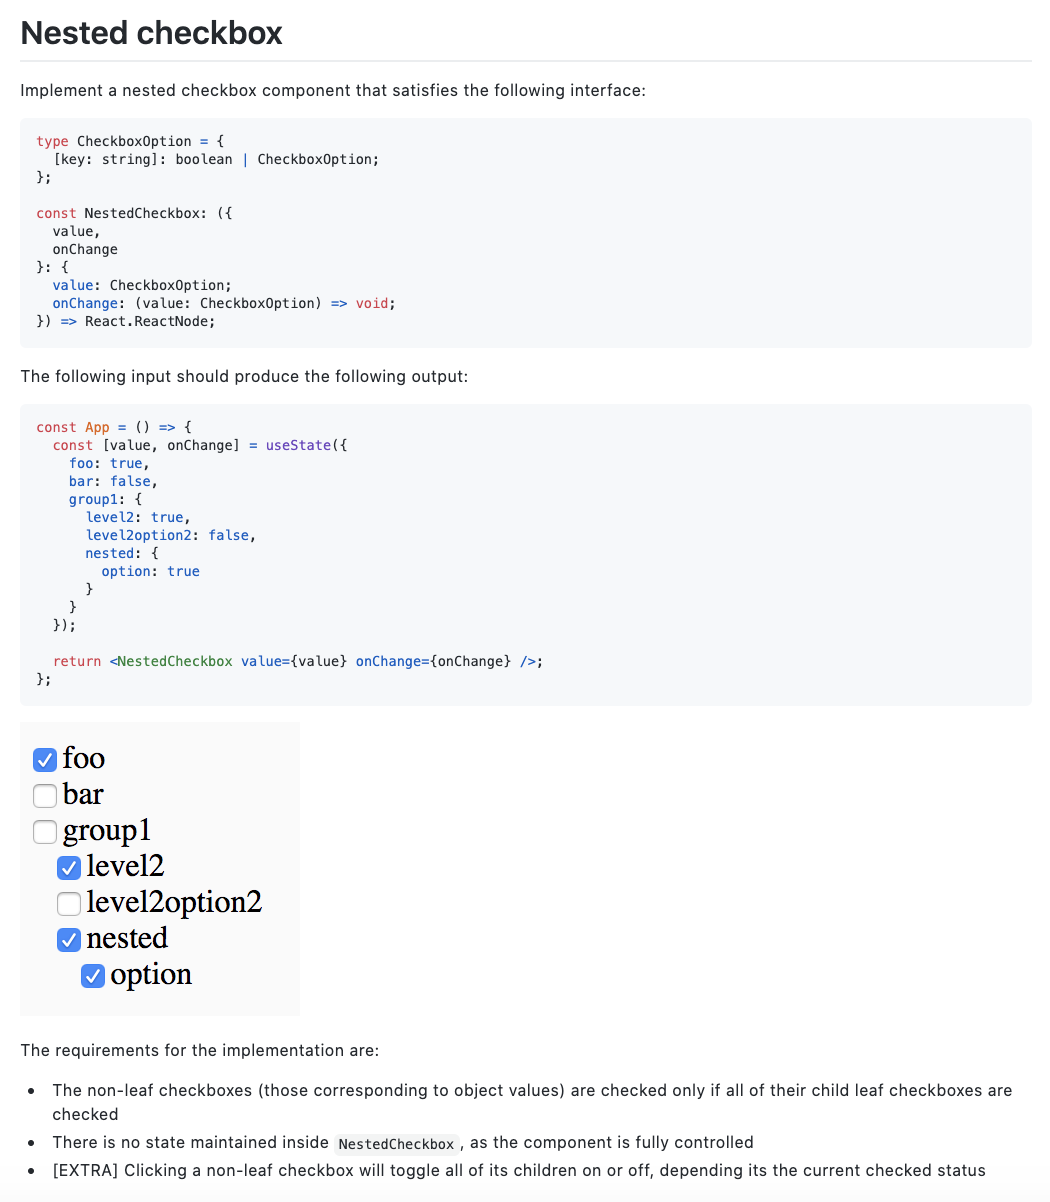 Nested checkbox
Implement a nested checkbox component that satisfies the following interface:
type CheckboxOption = {
  [key: string]: boolean | CheckboxOption;
};
const NestedCheckbox: ({
  value,
  onChange
}: {
  value: CheckboxOption;
  onChange: (value: CheckboxOption) => void;
}) => React.ReactNode;
The following input should produce the following output:
const App = () => {
  const [value, onChange] = useState({
    foo: true,
    bar: false,
    group1: {
      level2: true,
      level2option2: false,
      nested: {
        option: true
      }
    }
  });
  return <NestedCheckbox value={value} onChange={onChange} />;
};
foo
bar
group1
level2
level2option2
nested
option
The requirements for the implementation are:
• The non-leaf checkboxes (those corresponding to object values) are checked only if all of their child leaf checkboxes are
checked
• There is no state maintained inside NestedCheckbox, as the component is fully controlled
• [EXTRA] Clicking a non-leaf checkbox will toggle all of its children on or off, depending its the current checked status